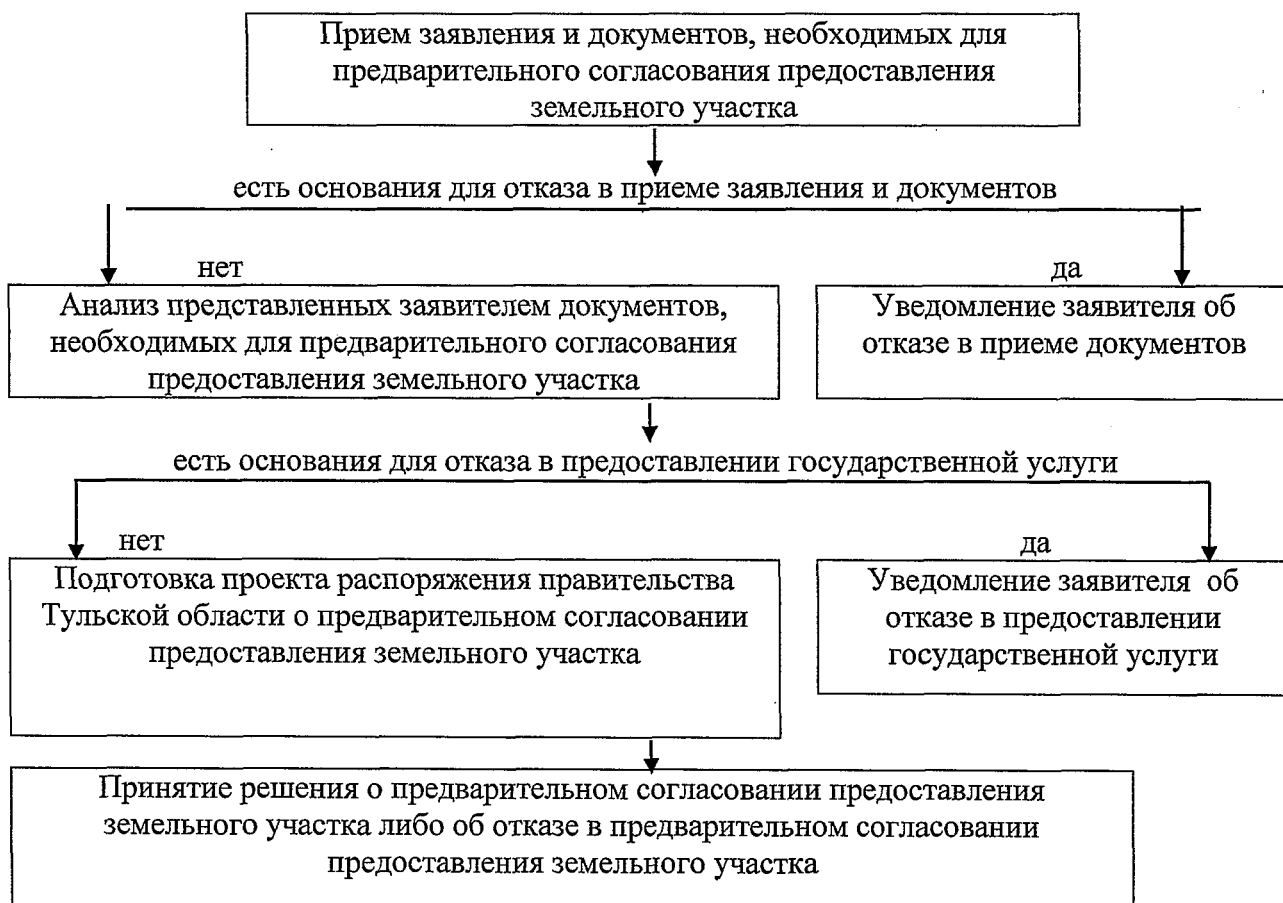 Прием заявления и документов, необходимых для
предварительного согласования предоставления
земельного участка
есть основания для отказа в приеме заявления и документов
нет
да
Анализ представленных заявителем документов,
необходимых для предварительного согласования
предоставления земельного участка
Уведомление заявителя об
отказе в приеме документов
есть основания для отказа в предоставлении государственной услуги
нет
да
Подготовка проекта распоряжения правительства
Тульской области о предварительном согласовании
предоставления земельного участка
Уведомление заявителя об
отказе в предоставлении
государственной услуги
Принятие решения о предварительном согласовании предоставления
земельного участка либо об отказе в предварительном согласовании
предоставления земельного участка